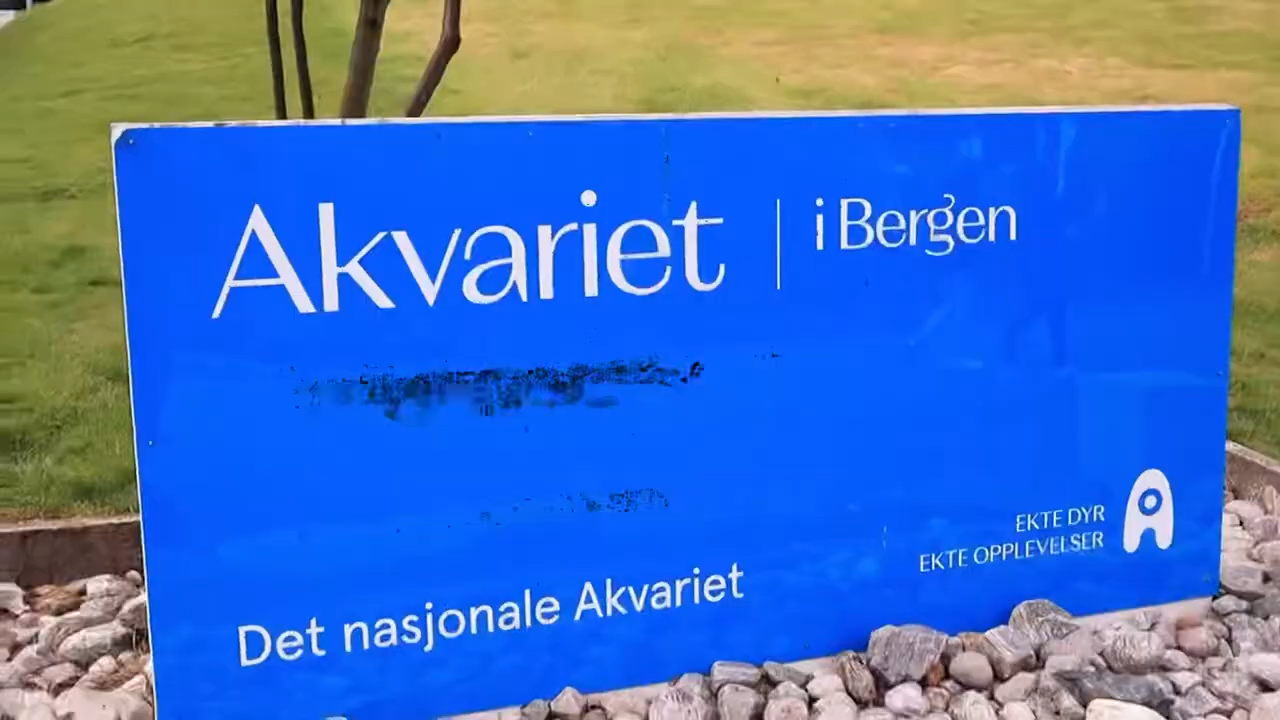 Akvariet | i Bergen
Det nasjonale Akvariet
EKTE DYR
EKTE OPPLEVELSER